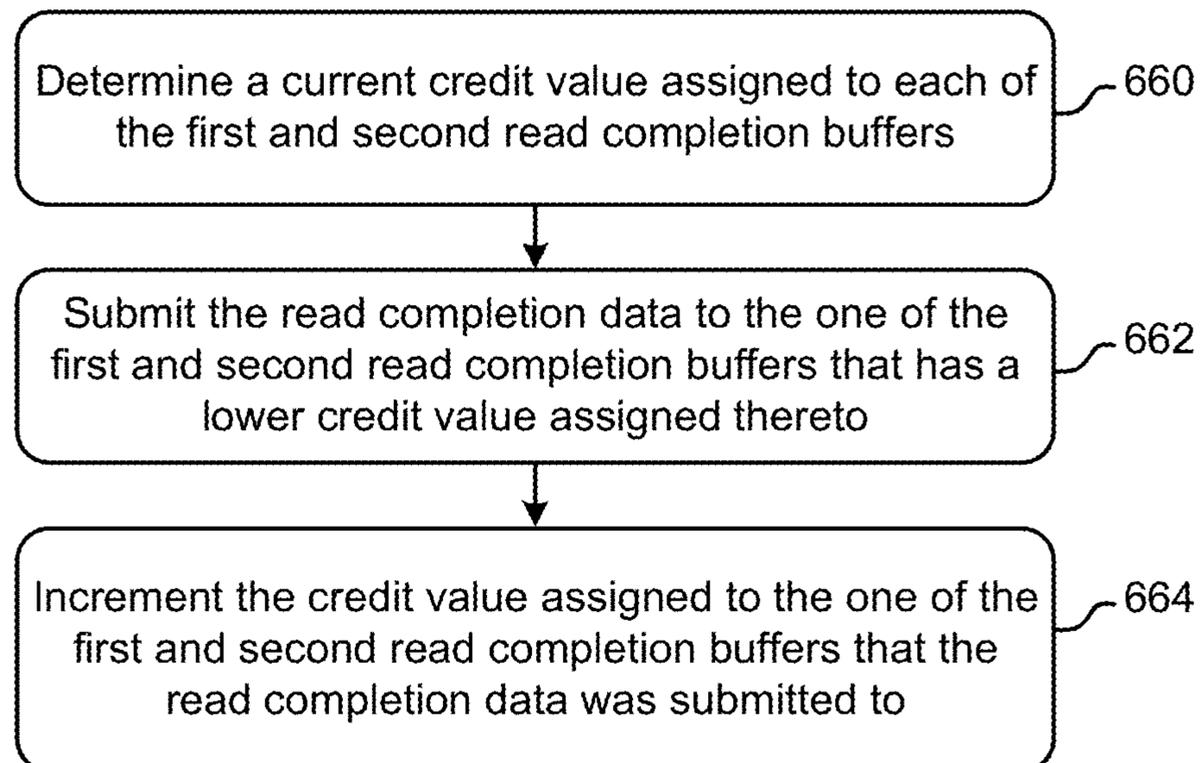 Determine a current credit value assigned to each of
the first and second read completion buffers
660
Submit the read completion data to the one of the
first and second read completion buffers that has a
lower credit value assigned thereto
662
Increment the credit value assigned to the one of the
first and second read completion buffers that the
read completion data was submitted to
664